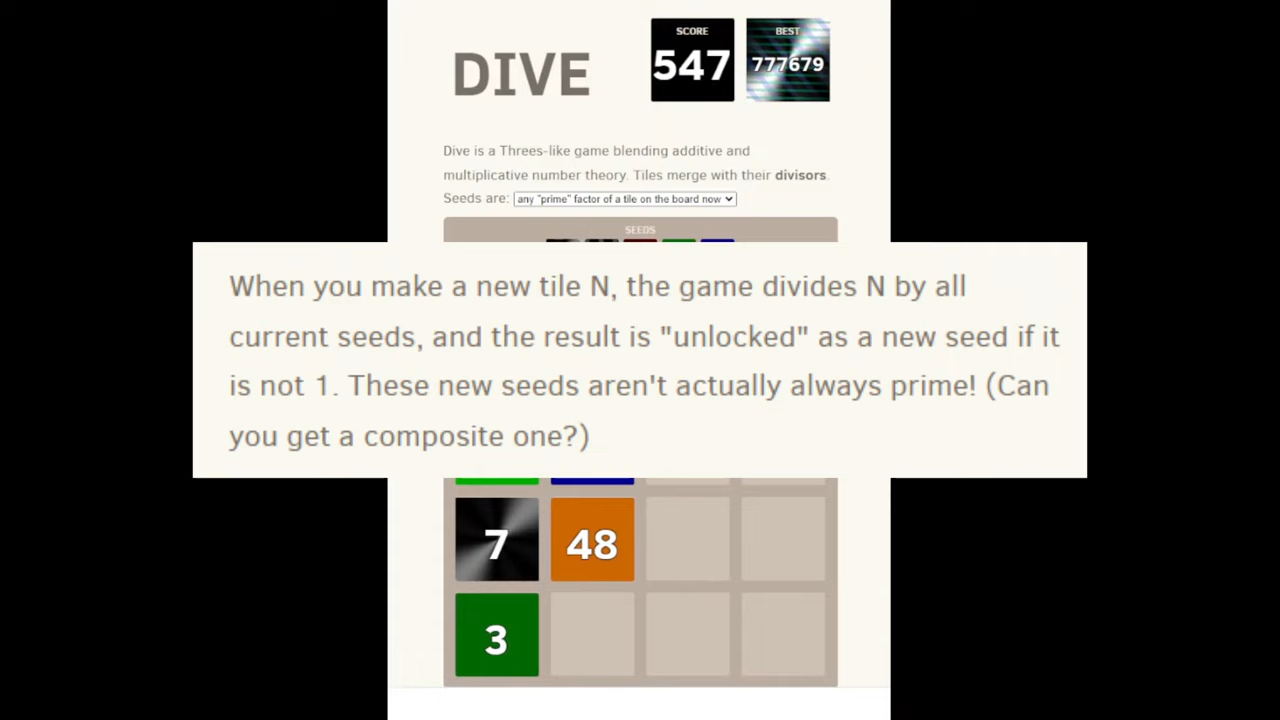 SCORE
547
BEST
777679
DIVE
Dive is a Threes-like game blending additive and
multiplicative number theory. Tiles merge with their divisors.
Seeds are: any "prime" factor of a tile on the board now
SEEDS
When you make a new tile N, the game divides N by all
current seeds, and the result is "unlocked" as a new seed if it
is not 1. These new seeds aren't actually always prime! (Can
you get a composite one?)
7 48
3